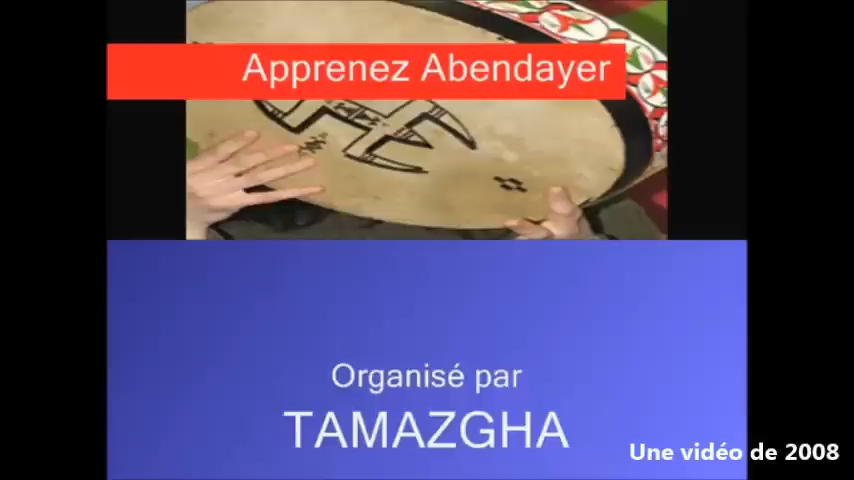 Apprenez Abendayer
Organisé par
TAMAZGHA
Une vidéo de 2008